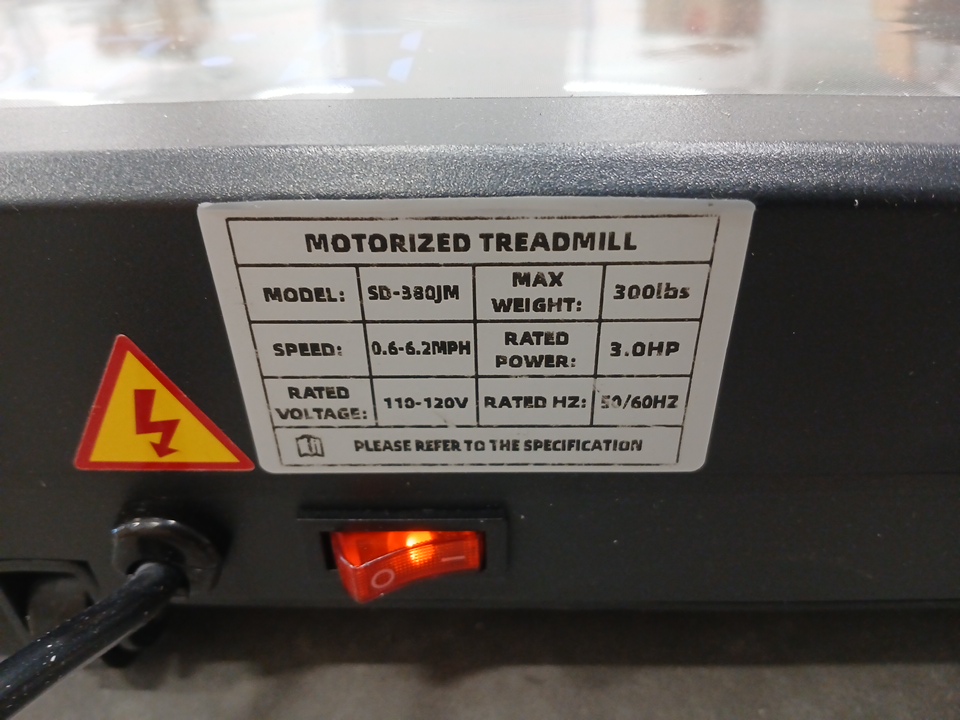 MOTORIZED TREADMILL
MODEL: SD-380JM MAX WEIGHT: 300lbs
SPEED: 0.6-6.2MPH RATED POWER: 3.0HP
RATED VOLTAGE: 110-120V RATED HZ: 50/60HZ
PLEASE REFER TO THE SPECIFICATION
O I